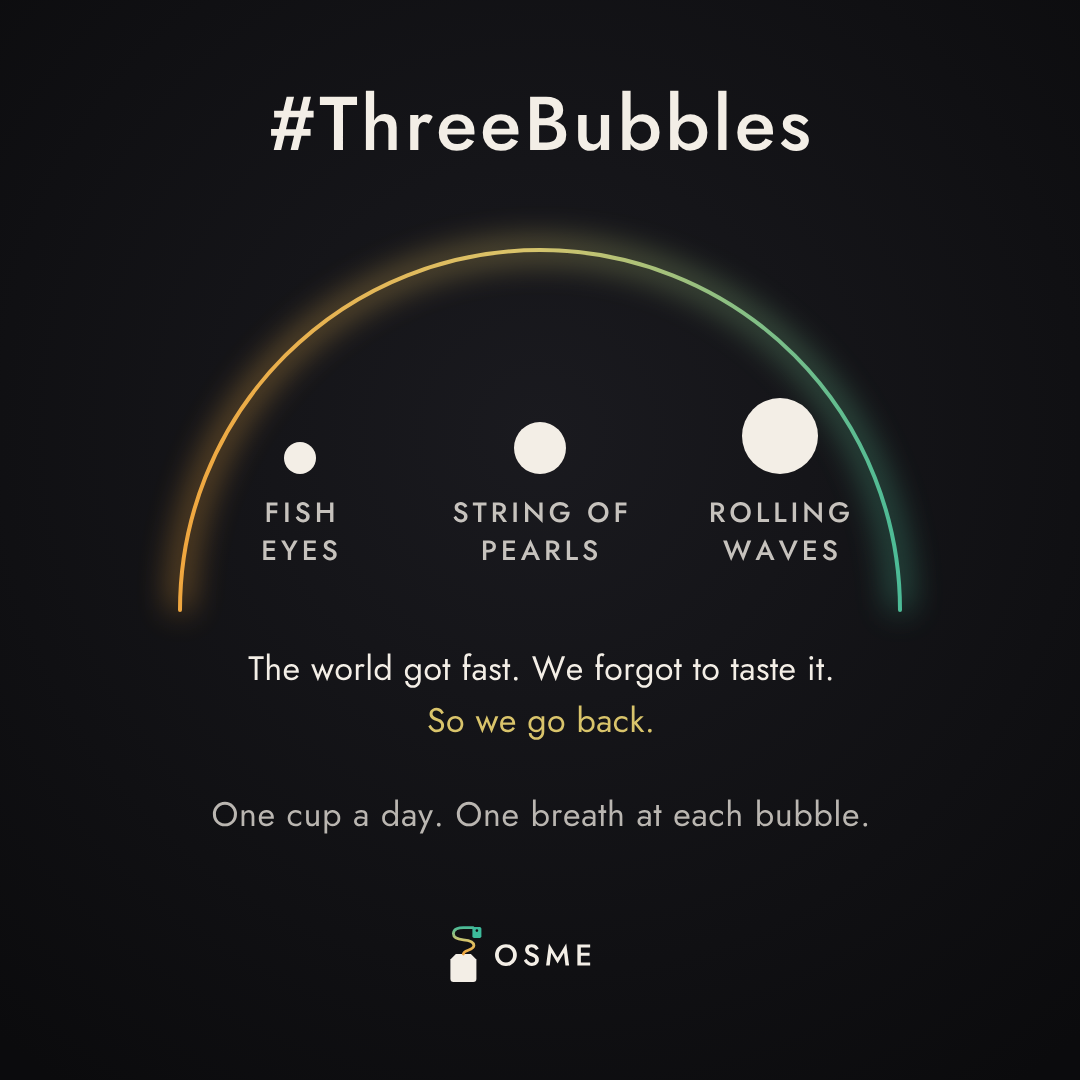 #ThreeBubbles
FISH EYES
STRING OF PEARLS
ROLLING WAVES
The world got fast. We forgot to taste it.
So we go back.
One cup a day. One breath at each bubble.
OSME